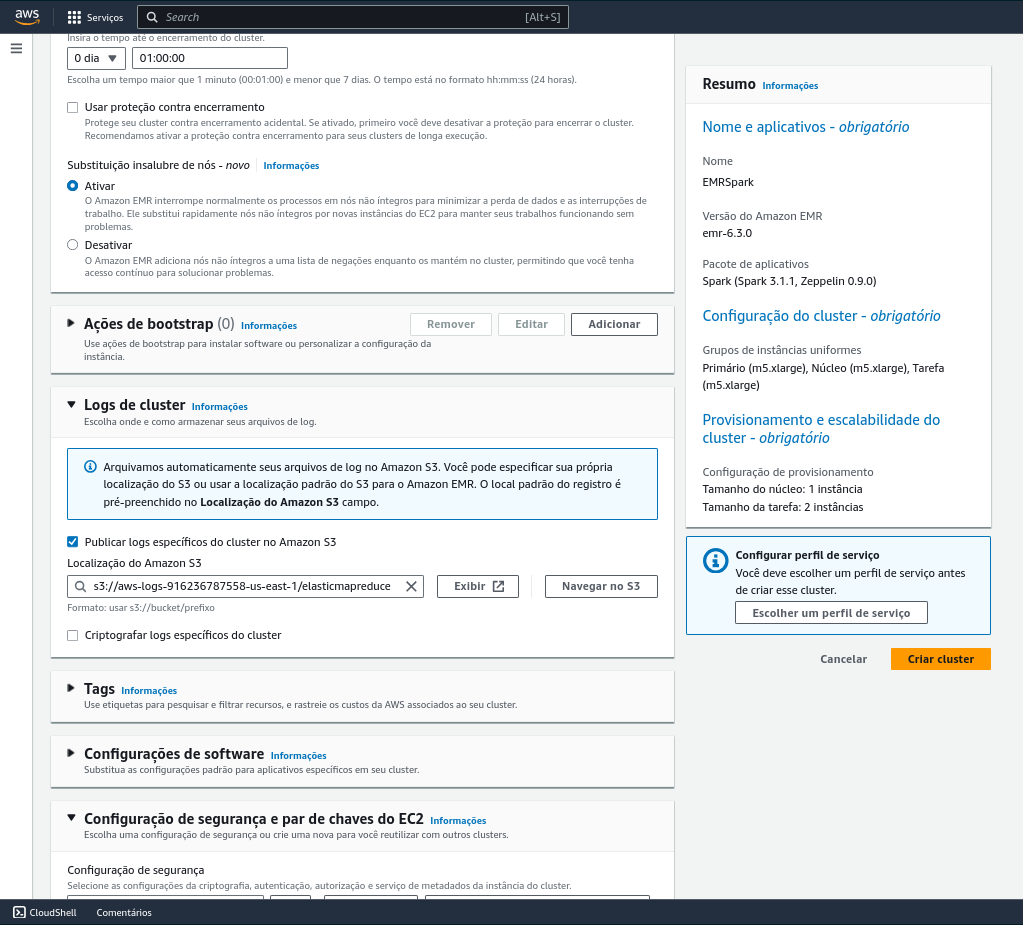 aws
Serviços
Search
[Alt+S]
Insira o tempo até o encerramento do cluster.
0 dia
01:00:00
Escolha um tempo maior que 1 minuto (00:01:00) e menor que 7 dias. O tempo está no formato hh:mm:ss (24 horas).
Usar proteção contra encerramento
Protege seu cluster contra encerramento acidental. Se ativado, primeiro você deve desativar a proteção para encerrar o cluster.
Recomendamos ativar a proteção contra encerramento para seus clusters de longa execução.
Substituição insalubre de nós - novo
Informações
Ativar
O Amazon EMR interrompe normalmente os processos em nós não íntegros para minimizar a perda de dados e as interrupções de
trabalho. Ele substitui rapidamente nós não íntegros por novas instâncias do EC2 para manter seus trabalhos funcionando sem
problemas.
Desativar
O Amazon EMR adiciona nós não íntegros a uma lista de negações enquanto os mantém no cluster, permitindo que você tenha
acesso contínuo para solucionar problemas.
Ações de bootstrap (0) Informações
Remover
Editar
Adicionar
Use ações de bootstrap para instalar software ou personalizar a configuração da
instância.
Logs de cluster Informações
Escolha onde e como armazenar seus arquivos de log.
Arquivamos automaticamente seus arquivos de log no Amazon S3. Você pode especificar sua própria
localização do S3 ou usar a localização padrão do S3 para o Amazon EMR. O local padrão do registro é
pré-preenchido no Localização do Amazon S3 campo.
Publicar logs específicos do cluster no Amazon S3
Localização do Amazon S3
s3://aws-logs-916236787558-us-east-1/elasticmapreduce
Exibir
Navegar no S3
Formato: usar s3://bucket/prefixo
Criptografar logs específicos do cluster
Tags Informações
Use etiquetas para pesquisar e filtrar recursos, e rastreie os custos da AWS associados ao seu cluster.
Configurações de software Informações
Substitua as configurações padrão para aplicativos específicos em seu cluster.
Configuração de segurança e par de chaves do EC2 Informações
Escolha uma configuração de segurança ou crie uma nova para você reutilizar com outros clusters.
Configuração de segurança
Selecione as configurações da criptografia, autenticação, autorização e serviço de metadados da instância do cluster.
Resumo Informações
Nome e aplicativos - obrigatório
Nome
EMRSpark
Versão do Amazon EMR
emr-6.3.0
Pacote de aplicativos
Spark (Spark 3.1.1, Zeppelin 0.9.0)
Configuração do cluster - obrigatório
Grupos de instâncias uniformes
Primário (m5.xlarge), Núcleo (m5.xlarge), Tarefa
(m5.xlarge)
Provisionamento e escalabilidade do
cluster - obrigatório
Configuração de provisionamento
Tamanho do núcleo: 1 instância
Tamanho da tarefa: 2 instâncias
Configurar perfil de serviço
Você deve escolher um perfil de serviço antes
de criar esse cluster.
Escolher um perfil de serviço
Cancelar
Criar cluster
CloudShell
Comentários